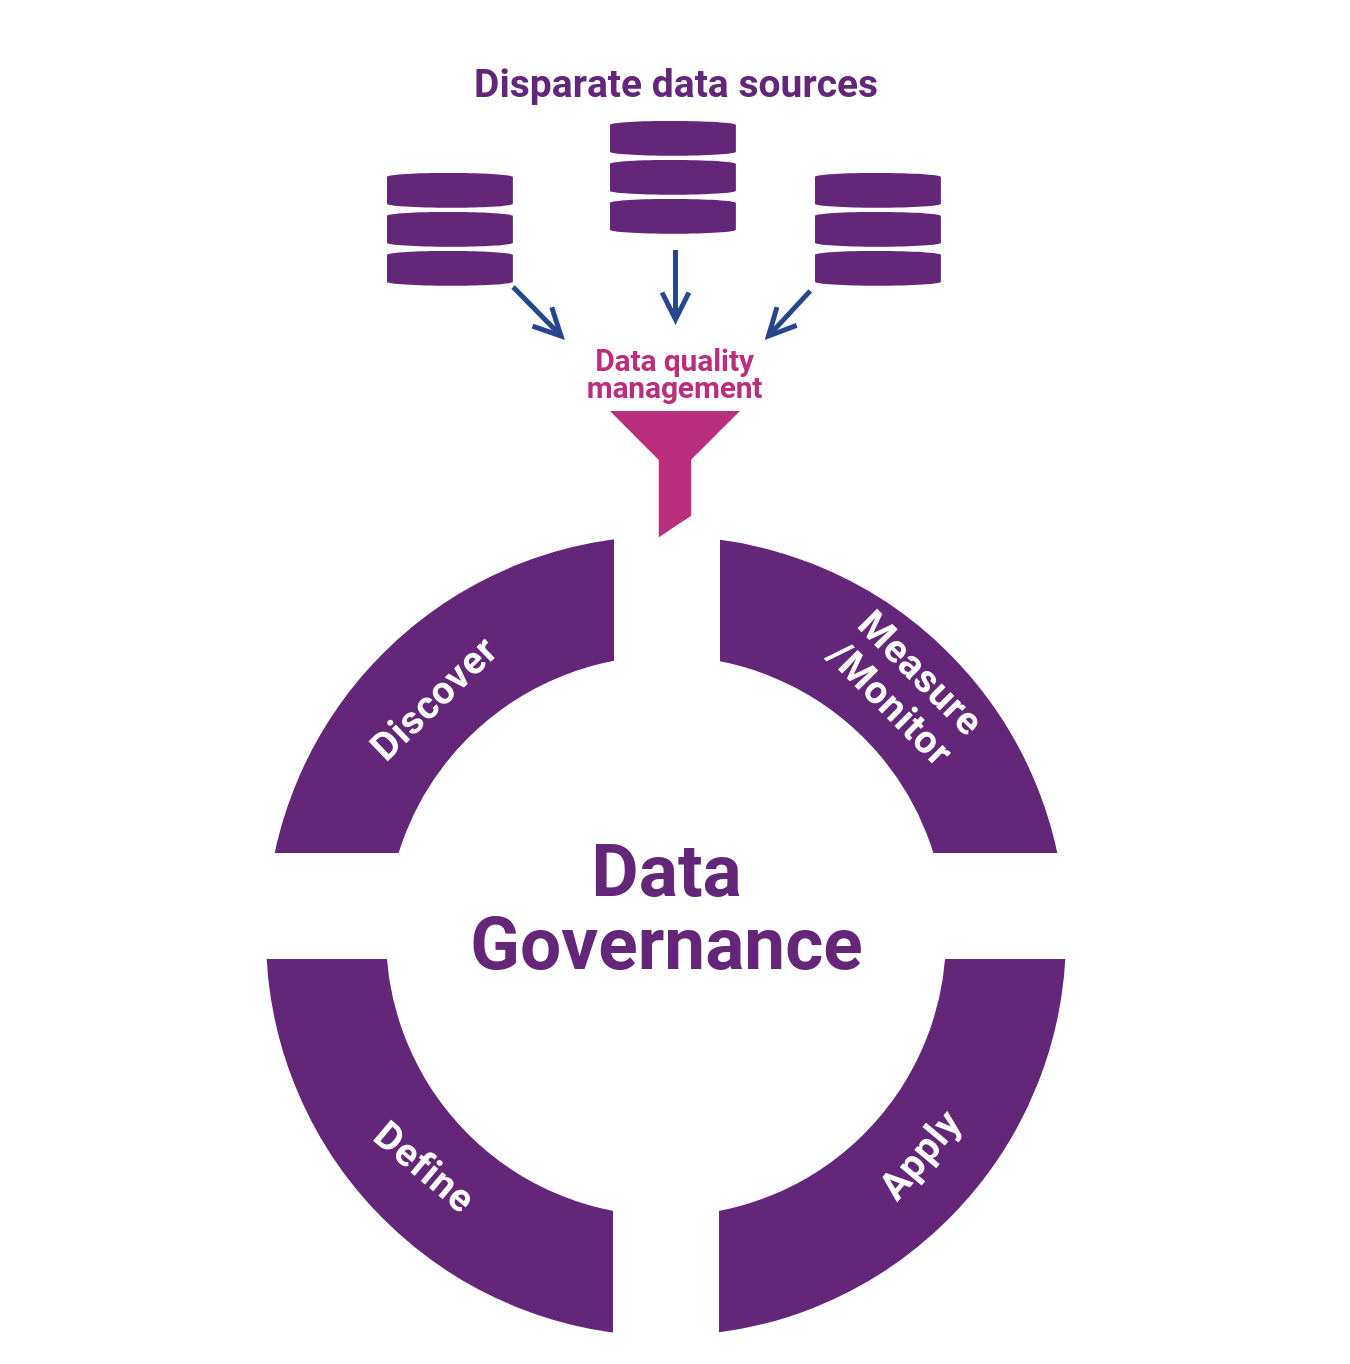 Disparate data sources
Data quality
management
Discover
Measure
/Monitor
Data
Governance
Define
Apply